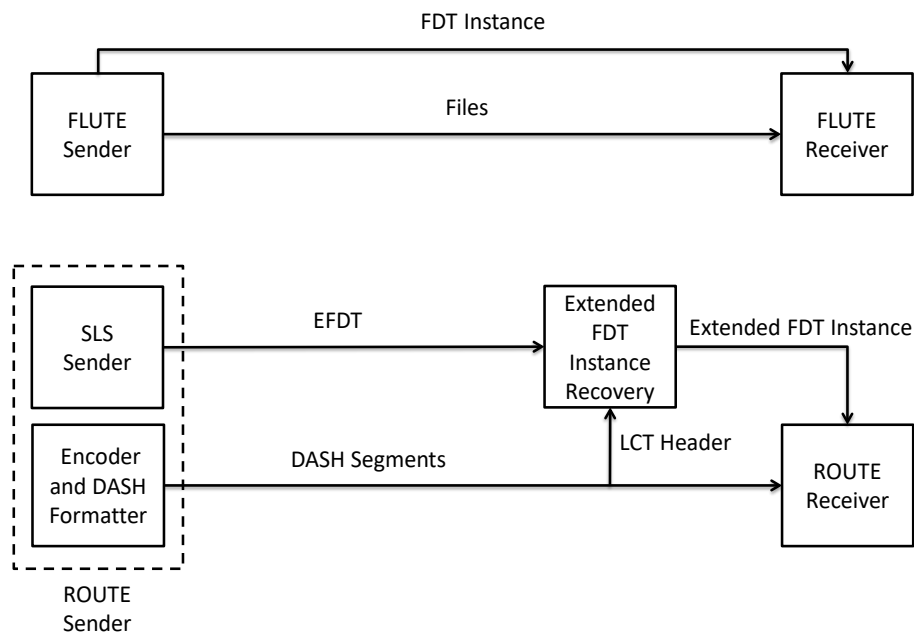 FDT Instance
FLUTE
Sender
Files
FLUTE
Receiver
SLS
Sender
EFDT
Extended
FDT
Instance
Recovery
Extended FDT Instance
Encoder
and DASH
Formatter
DASH Segments
LCT Header
ROUTE
Receiver
ROUTE
Sender